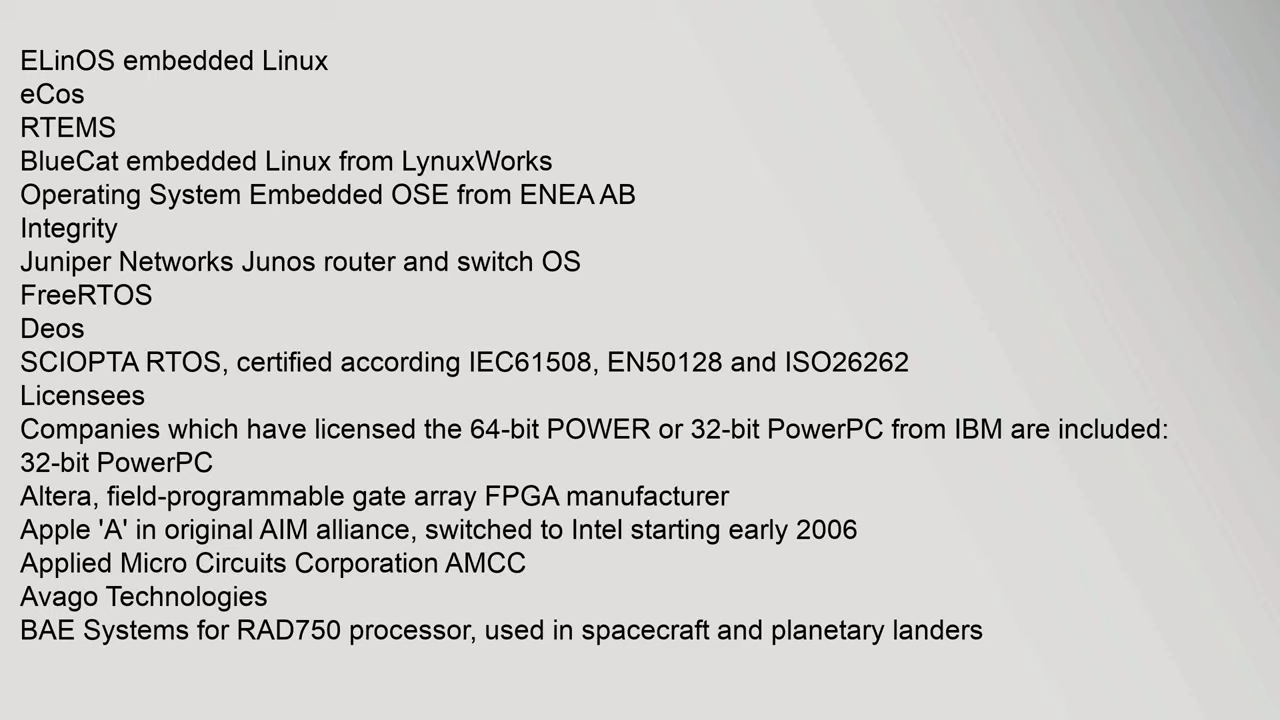 ELinOS embedded Linux
eCos
RTEMS
BlueCat embedded Linux from LynuxWorks
Operating System Embedded OSE from ENEA AB
Integrity
Juniper Networks Junos router and switch OS
FreeRTOS
Deos
SCIOPTA RTOS, certified according IEC61508, EN50128 and ISO26262
Licensees
Companies which have licensed the 64-bit POWER or 32-bit PowerPC from IBM are included:
32-bit PowerPC
Altera, field-programmable gate array FPGA manufacturer
Apple 'A' in original AIM alliance, switched to Intel starting early 2006
Applied Micro Circuits Corporation AMCC
Avago Technologies
BAE Systems for RAD750 processor, used in spacecraft and planetary landers